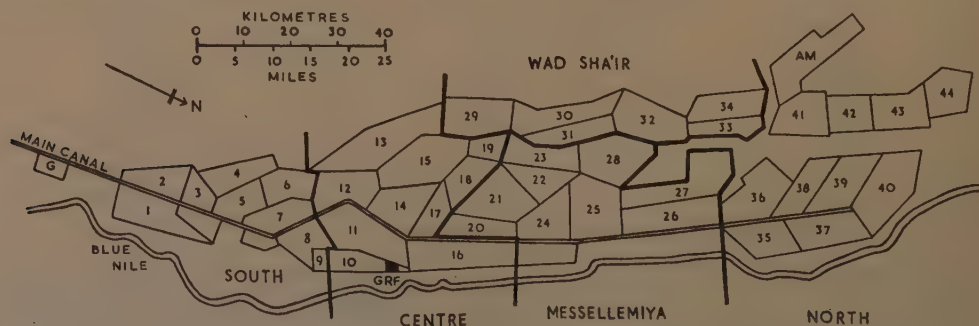 KILOMETRES
0 10 20 30 40
0 5 10 15 20 25
MILES
N
WAD SHA'IR
AM
MAIN CANAL
G
BLUE
NILE
SOUTH
CENTRE
MESSELLEMIYA
NORTH
GRF
1
2
3
4
5
6
7
8
9
10
11
12
13
14
15
16
17
18
19
20
21
22
23
24
25
26
27
28
29
30
31
32
33
34
35
36
37
38
39
40
41
42
43
44